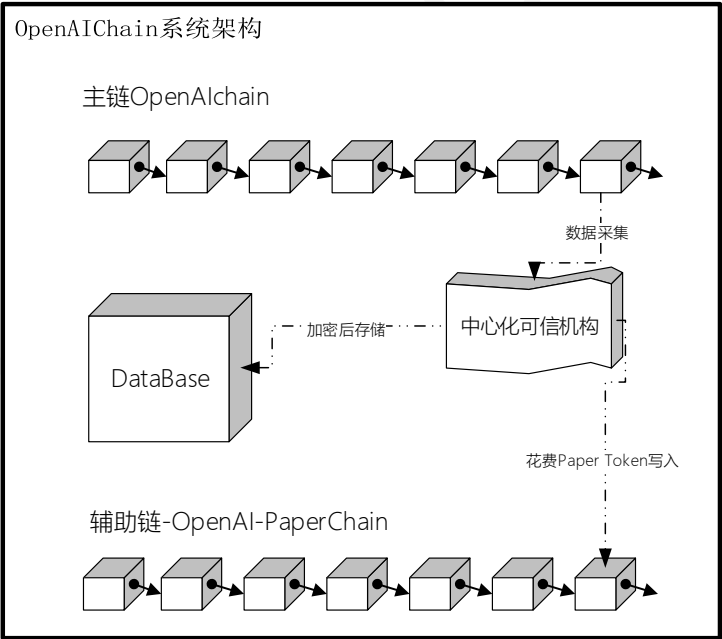 OpenAIChain系统架构
主链OpenAIchain
数据采集
中心化可信机构
加密后存储
DataBase
花费Paper Token写入
辅助链-OpenAI-PaperChain